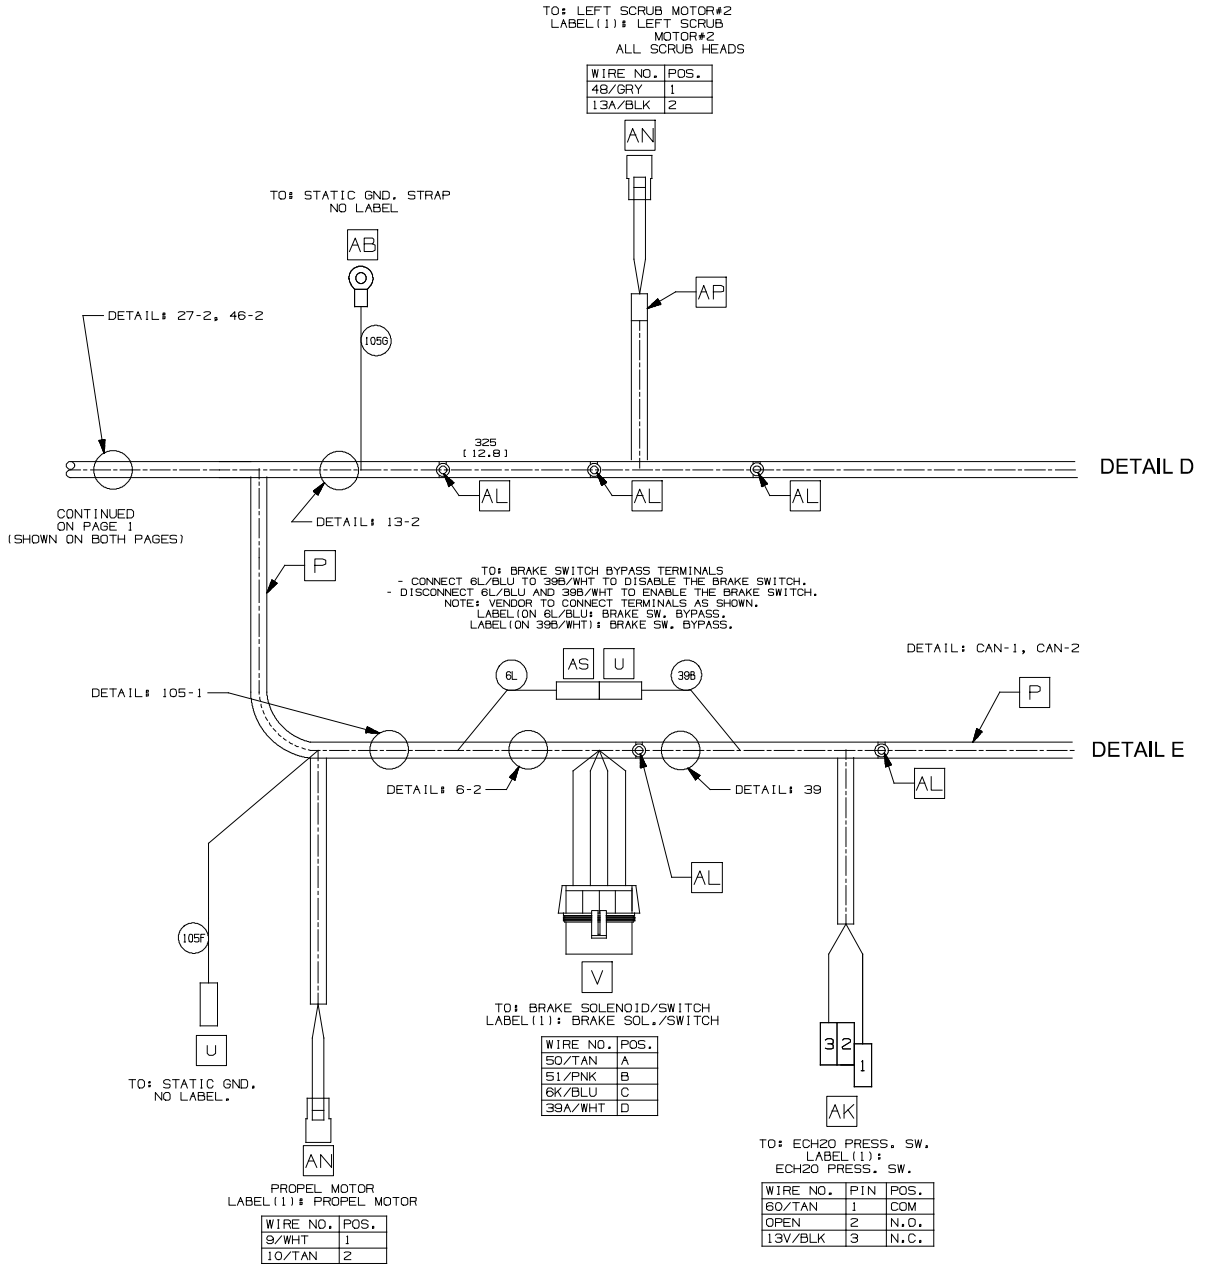 TO: LEFT SCRUB MOTOR#2
LABEL(1): LEFT SCRUB
MOTOR#2
ALL SCRUB HEADS
WIRE NO. POS.
48/GRY 1
13A/BLK 2
AN
TO: STATIC GND. STRAP
NO LABEL
AB
AP
DETAIL: 27-2, 46-2
105G
325
[12.8]
DETAIL D
AL
AL
AL
CONTINUED
ON PAGE 1
(SHOWN ON BOTH PAGES)
DETAIL: 13-2
P
TO: BRAKE SWITCH BYPASS TERMINALS
- CONNECT 6L/BLU TO 39B/WHT TO DISABLE THE BRAKE SWITCH.
- DISCONNECT 6L/BLU AND 39B/WHT TO ENABLE THE BRAKE SWITCH.
NOTE: VENDOR TO CONNECT TERMINALS AS SHOWN.
LABEL(ON 6L/BLU: BRAKE SW. BYPASS.
LABEL(ON 39B/WHT): BRAKE SW. BYPASS.
DETAIL: CAN-1, CAN-2
6L
AS
U
39B
DETAIL: 105-1
P
DETAIL E
DETAIL: 6-2
DETAIL: 39
AL
AL
105F
V
TO: BRAKE SOLENOID/SWITCH
LABEL(1): BRAKE SOL./SWITCH
WIRE NO. POS.
50/TAN A
51/PNK B
6K/BLU C
39A/WHT D
U
TO: STATIC GND.
NO LABEL.
3 2
1
AK
TO: ECH2O PRESS. SW.
LABEL(1):
ECH2O PRESS. SW.
WIRE NO. PIN POS.
60/TAN 1 COM
OPEN 2 N.O.
13V/BLK 3 N.C.
AN
PROPEL MOTOR
LABEL(1): PROPEL MOTOR
WIRE NO. POS.
9/WHT 1
10/TAN 2